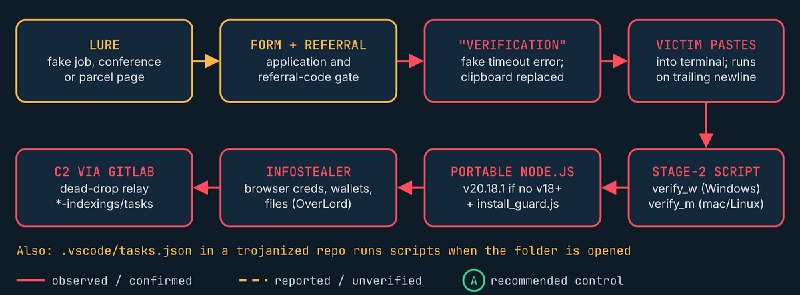 LURE
fake job, conference
or parcel page
FORM + REFERRAL
application and
referral-code gate
"VERIFICATION"
fake timeout error;
clipboard replaced
VICTIM PASTES
into terminal; runs
on trailing newline
C2 VIA GITLAB
dead-drop relay
*-indexings/tasks
INFOSTEALER
browser creds, wallets,
files (OverLord)
PORTABLE NODE.JS
v20.18.1 if no v18+
+ install_guard.js
STAGE-2 SCRIPT
verify_w (Windows)
verify_m (mac/Linux)
Also: .vscode/tasks.json in a trojanized repo runs scripts when the folder is opened
observed / confirmed
reported / unverified
A recommended control